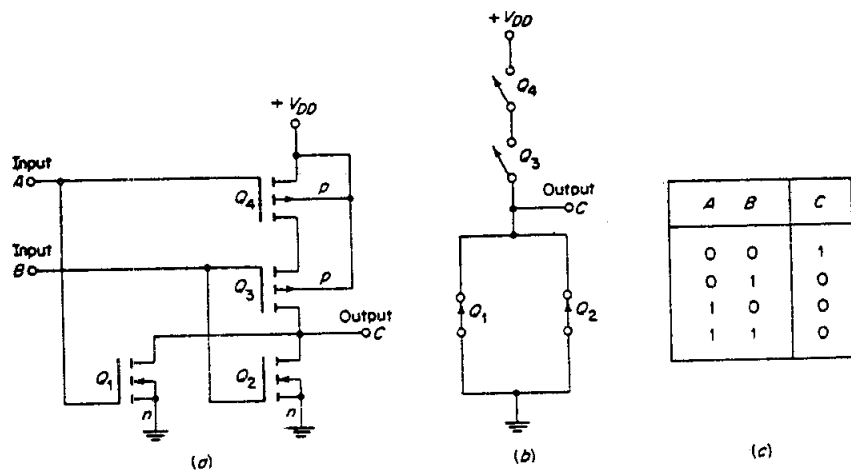 + VDD
Input
A
Q4
p
Input
B
Q3
p
Output
C
Q1
n
Q2
n
(a)
+ VDD
Q4
Q3
Output
C
Q1
Q2
(b)
A B C
0 0 1
0 1 0
1 0 0
1 1 0
(c)